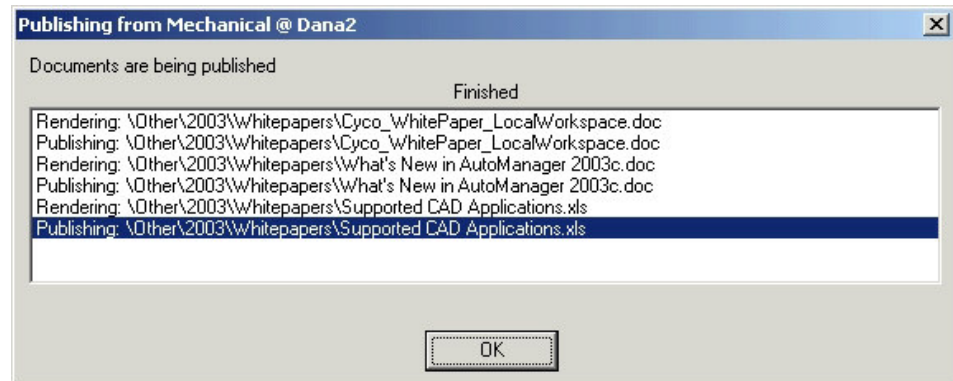 Publishing from Mechanical @ Dana2
Documents are being published
Finished
Rendering: \Other\2003\Whitepapers\Cyco_WhitePaper_LocalWorkspace.doc
Publishing: \Other\2003\Whitepapers\Cyco_WhitePaper_LocalWorkspace.doc
Rendering: \Other\2003\Whitepapers\What's New in AutoManager 2003c.doc
Publishing: \Other\2003\Whitepapers\What's New in AutoManager 2003c.doc
Rendering: \Other\2003\Whitepapers\Supported CAD Applications.xls
Publishing: \Other\2003\Whitepapers\Supported CAD Applications.xls
OK